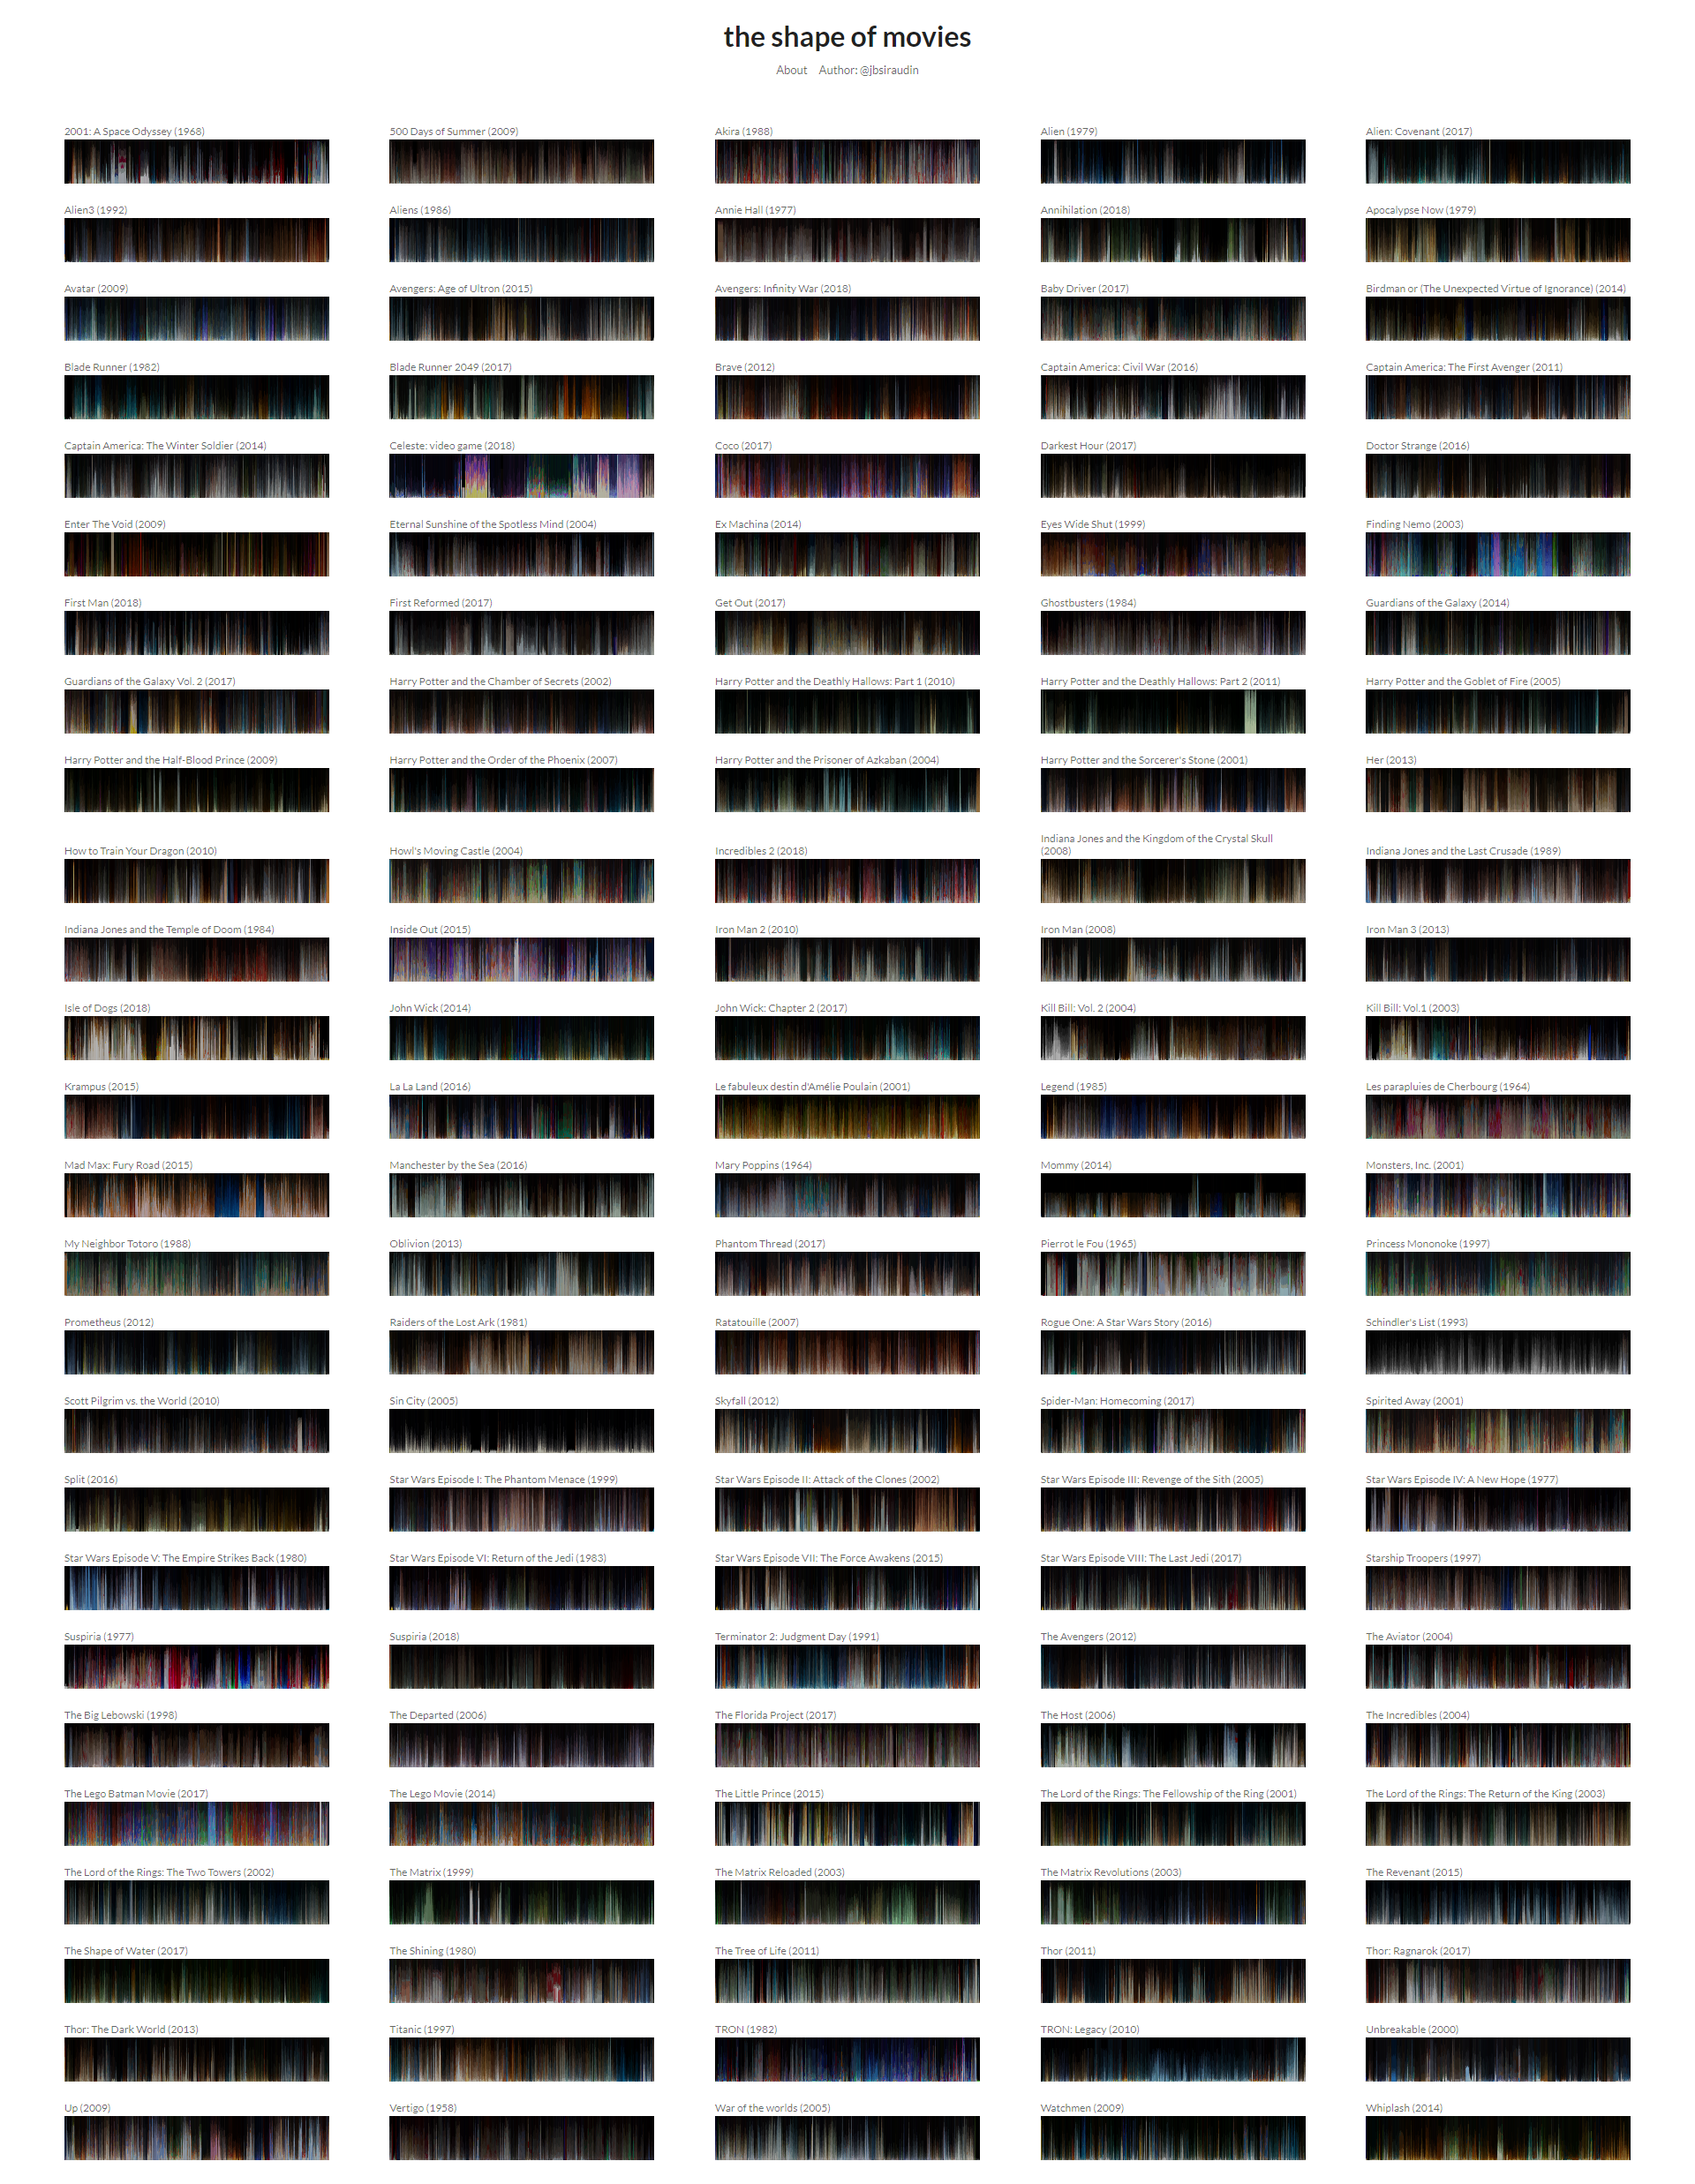 the shape of movies
About Author: @jbsiraudin
2001: A Space Odyssey (1968)
500 Days of Summer (2009)
Akira (1988)
Alien (1979)
Alien: Covenant (2017)
Alien3 (1992)
Aliens (1986)
Annie Hall (1977)
Annihilation (2018)
Apocalypse Now (1979)
Avatar (2009)
Avengers: Age of Ultron (2015)
Avengers: Infinity War (2018)
Baby Driver (2017)
Birdman or (The Unexpected Virtue of Ignorance) (2014)
Blade Runner (1982)
Blade Runner 2049 (2017)
Brave (2012)
Captain America: Civil War (2016)
Captain America: The First Avenger (2011)
Captain America: The Winter Soldier (2014)
Celeste: video game (2018)
Coco (2017)
Darkest Hour (2017)
Doctor Strange (2016)
Enter The Void (2009)
Eternal Sunshine of the Spotless Mind (2004)
Ex Machina (2014)
Eyes Wide Shut (1999)
Finding Nemo (2003)
First Man (2018)
First Reformed (2017)
Get Out (2017)
Ghostbusters (1984)
Guardians of the Galaxy (2014)
Guardians of the Galaxy Vol. 2 (2017)
Harry Potter and the Chamber of Secrets (2002)
Harry Potter and the Deathly Hallows: Part 1 (2010)
Harry Potter and the Deathly Hallows: Part 2 (2011)
Harry Potter and the Goblet of Fire (2005)
Harry Potter and the Half-Blood Prince (2009)
Harry Potter and the Order of the Phoenix (2007)
Harry Potter and the Prisoner of Azkaban (2004)
Harry Potter and the Sorcerer's Stone (2001)
Her (2013)
How to Train Your Dragon (2010)
Howl's Moving Castle (2004)
Incredibles 2 (2018)
Indiana Jones and the Kingdom of the Crystal Skull
(2008)
Indiana Jones and the Last Crusade (1989)
Indiana Jones and the Temple of Doom (1984)
Inside Out (2015)
Iron Man 2 (2010)
Iron Man (2008)
Iron Man 3 (2013)
Isle of Dogs (2018)
John Wick (2014)
John Wick: Chapter 2 (2017)
Kill Bill: Vol. 2 (2004)
Kill Bill: Vol.1 (2003)
Krampus (2015)
La La Land (2016)
Le fabuleux destin d'Amélie Poulain (2001)
Legend (1985)
Les parapluies de Cherbourg (1964)
Mad Max: Fury Road (2015)
Manchester by the Sea (2016)
Mary Poppins (1964)
Mommy (2014)
Monsters, Inc. (2001)
My Neighbor Totoro (1988)
Oblivion (2013)
Phantom Thread (2017)
Pierrot le Fou (1965)
Princess Mononoke (1997)
Prometheus (2012)
Raiders of the Lost Ark (1981)
Ratatouille (2007)
Rogue One: A Star Wars Story (2016)
Schindler's List (1993)
Scott Pilgrim vs. the World (2010)
Sin City (2005)
Skyfall (2012)
Spider-Man: Homecoming (2017)
Spirited Away (2001)
Split (2016)
Star Wars Episode I: The Phantom Menace (1999)
Star Wars Episode II: Attack of the Clones (2002)
Star Wars Episode III: Revenge of the Sith (2005)
Star Wars Episode IV: A New Hope (1977)
Star Wars Episode V: The Empire Strikes Back (1980)
Star Wars Episode VI: Return of the Jedi (1983)
Star Wars Episode VII: The Force Awakens (2015)
Star Wars Episode VIII: The Last Jedi (2017)
Starship Troopers (1997)
Suspiria (1977)
Suspiria (2018)
Terminator 2: Judgment Day (1991)
The Avengers (2012)
The Aviator (2004)
The Big Lebowski (1998)
The Departed (2006)
The Florida Project (2017)
The Host (2006)
The Incredibles (2004)
The Lego Batman Movie (2017)
The Lego Movie (2014)
The Little Prince (2015)
The Lord of the Rings: The Fellowship of the Ring (2001)
The Lord of the Rings: The Return of the King (2003)
The Lord of the Rings: The Two Towers (2002)
The Matrix (1999)
The Matrix Reloaded (2003)
The Matrix Revolutions (2003)
The Revenant (2015)
The Shape of Water (2017)
The Shining (1980)
The Tree of Life (2011)
Thor (2011)
Thor: Ragnarok (2017)
Thor: The Dark World (2013)
Titanic (1997)
TRON (1982)
TRON: Legacy (2010)
Unbreakable (2000)
Up (2009)
Vertigo (1958)
War of the worlds (2005)
Watchmen (2009)
Whiplash (2014)